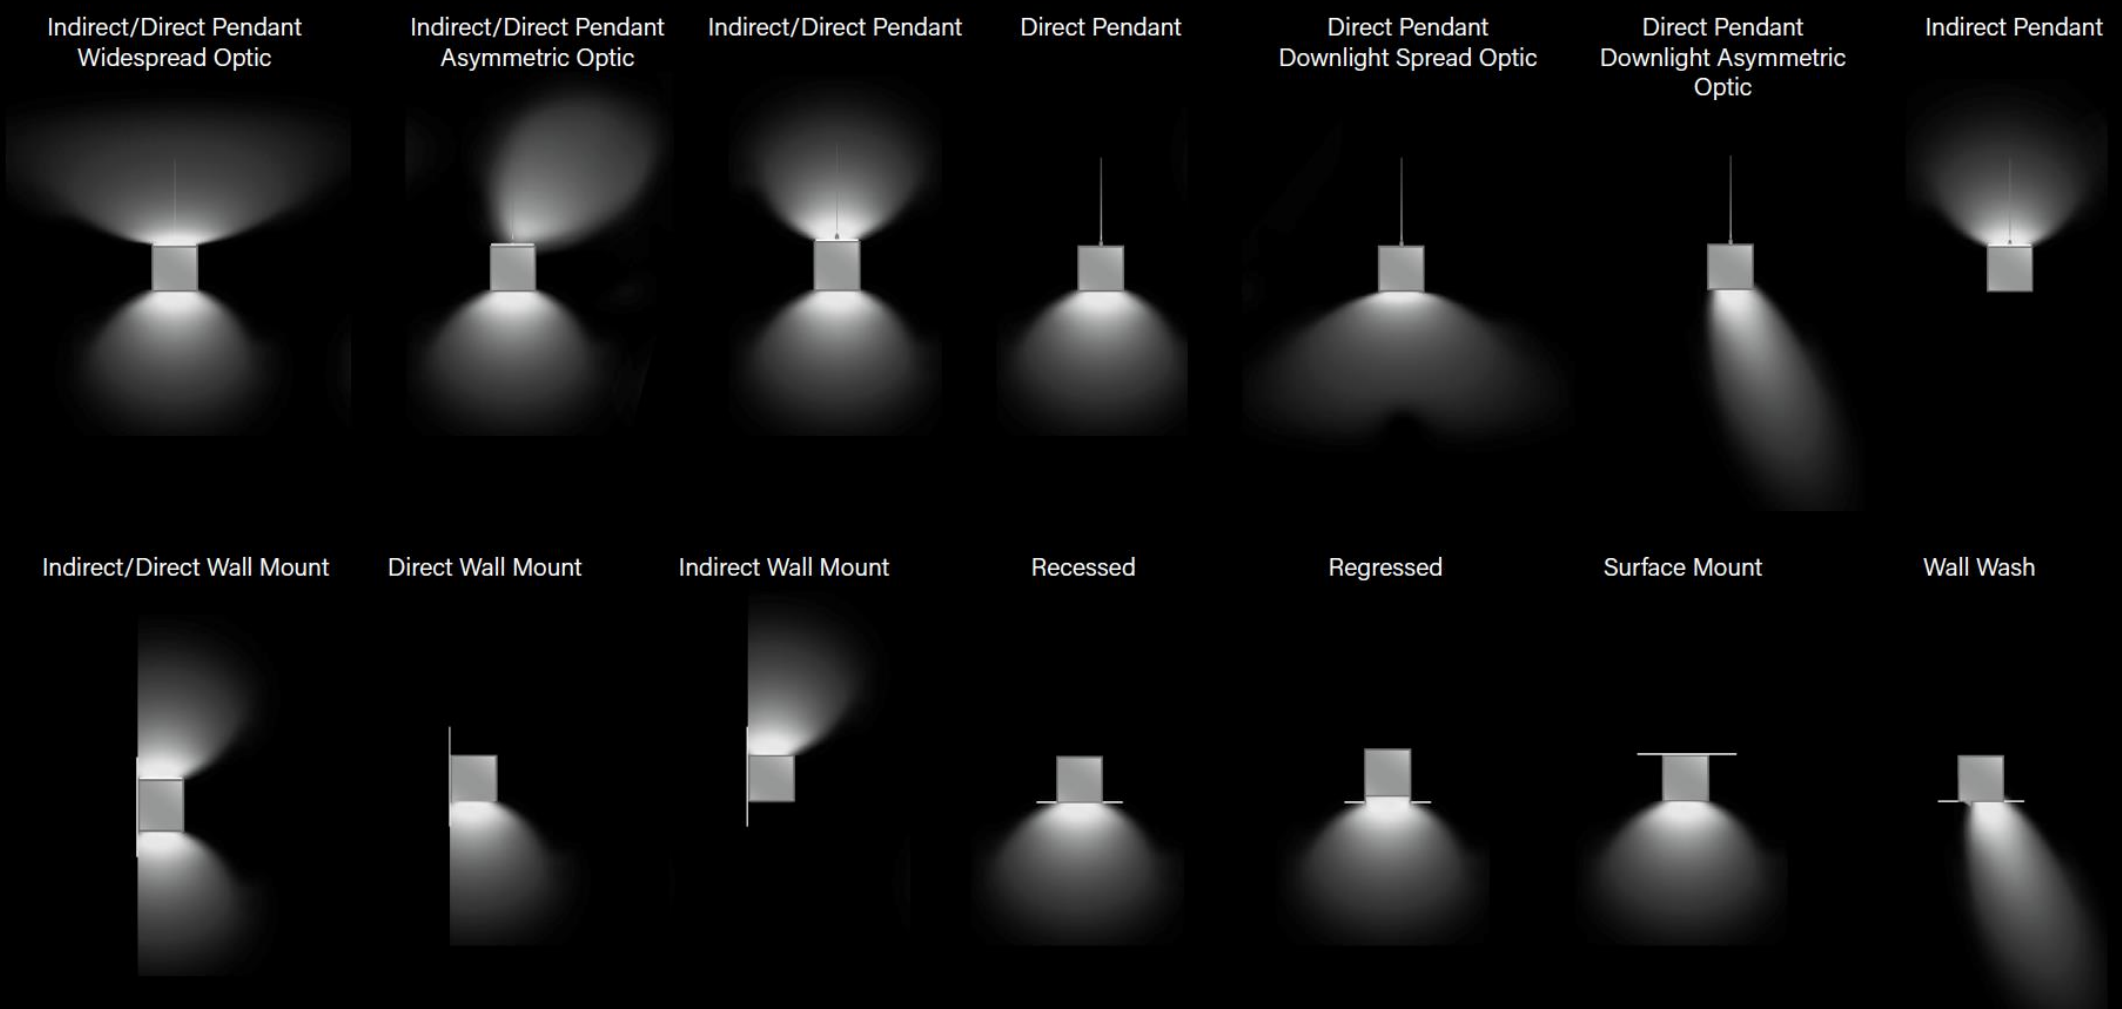 Indirect/Direct Pendant
Widespread Optic
Indirect/Direct Pendant
Asymmetric Optic
Indirect/Direct Pendant
Direct Pendant
Direct Pendant
Downlight Spread Optic
Direct Pendant
Downlight Asymmetric
Optic
Indirect Pendant
Indirect/Direct Wall Mount
Direct Wall Mount
Indirect Wall Mount
Recessed
Regressed
Surface Mount
Wall Wash